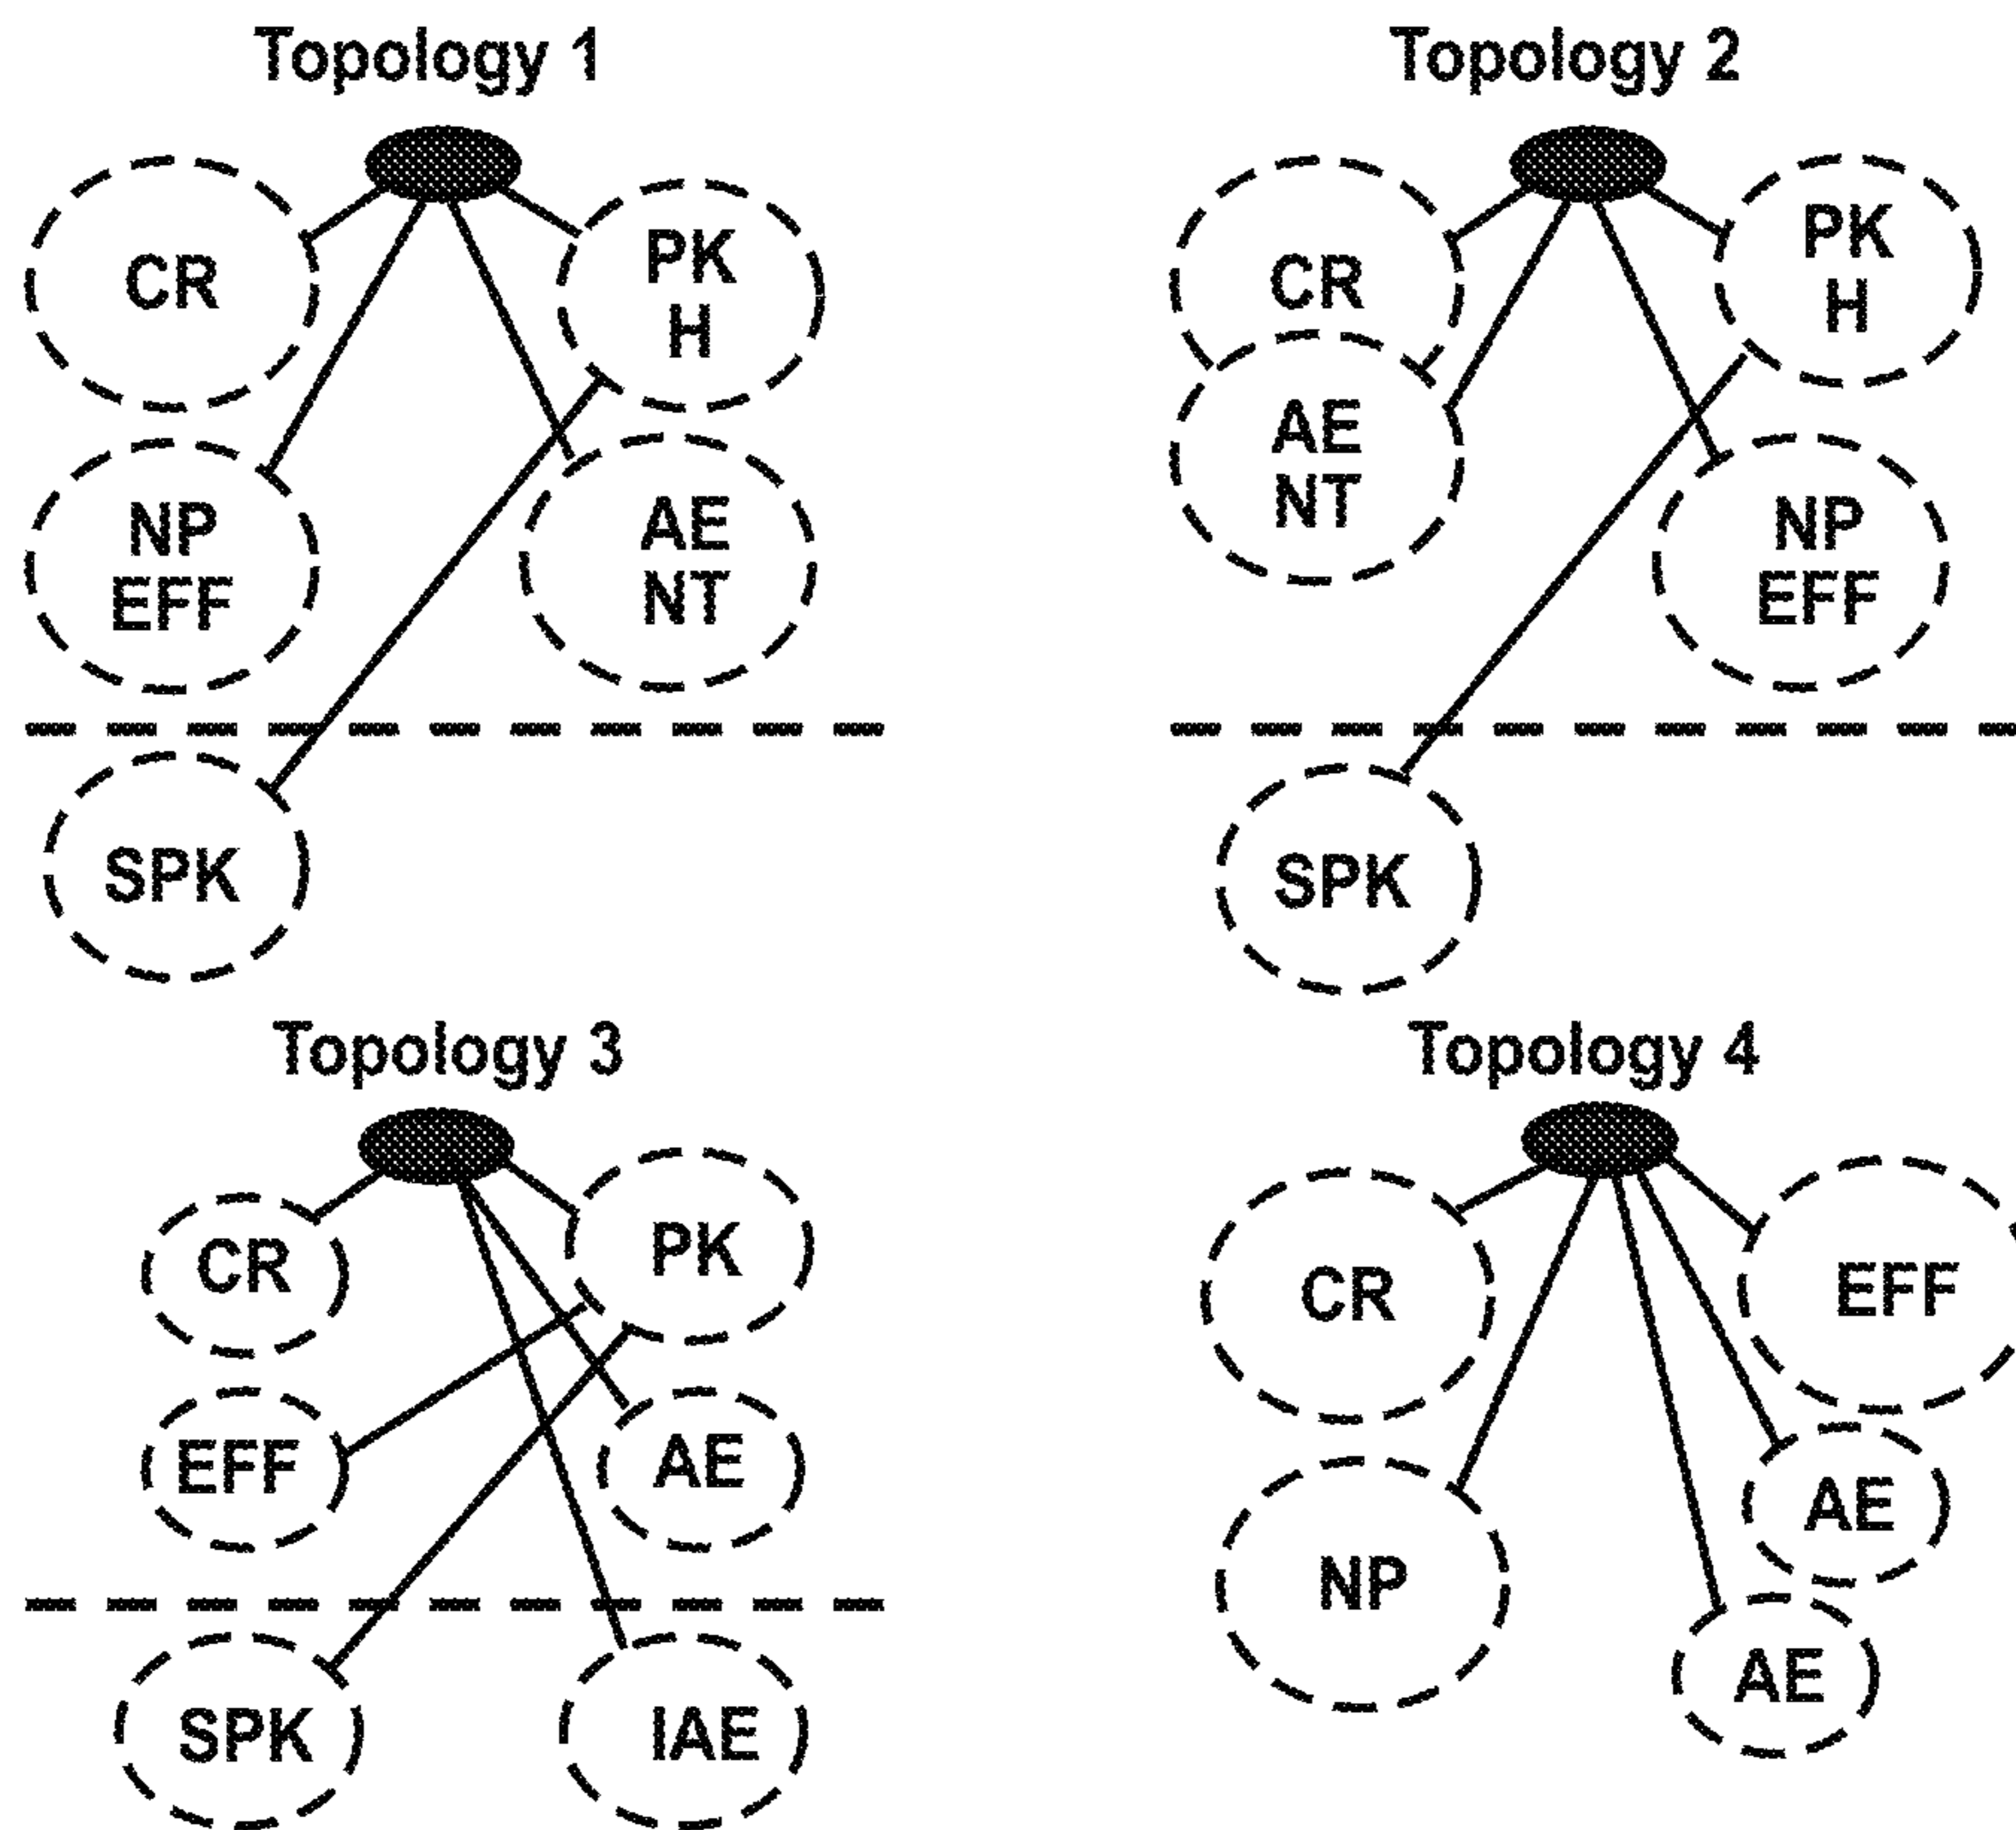 Topology 1
CR
PK
H
NP
EFF
AE
NT
SPK
Topology 2
CR
PK
H
AE
NT
NP
EFF
SPK
Topology 3
CR
PK
EFF
AE
SPK
IAE
Topology 4
CR
EFF
AE
NP
AE